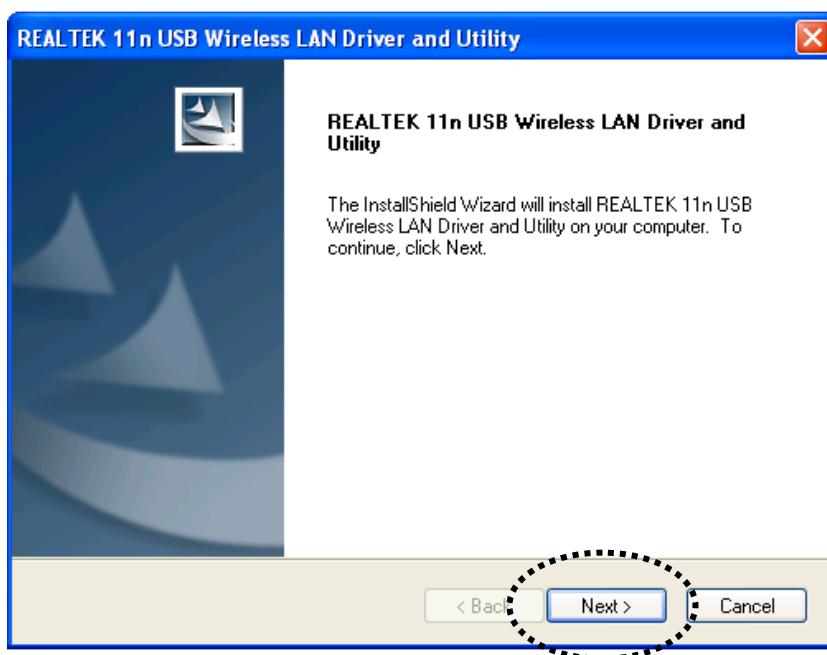 REALTEK 11n USB Wireless LAN Driver and Utility
REALTEK 11n USB Wireless LAN Driver and
Utility
The InstallShield Wizard will install REALTEK 11n USB
Wireless LAN Driver and Utility on your computer. To
continue, click Next.
< Back Next > Cancel